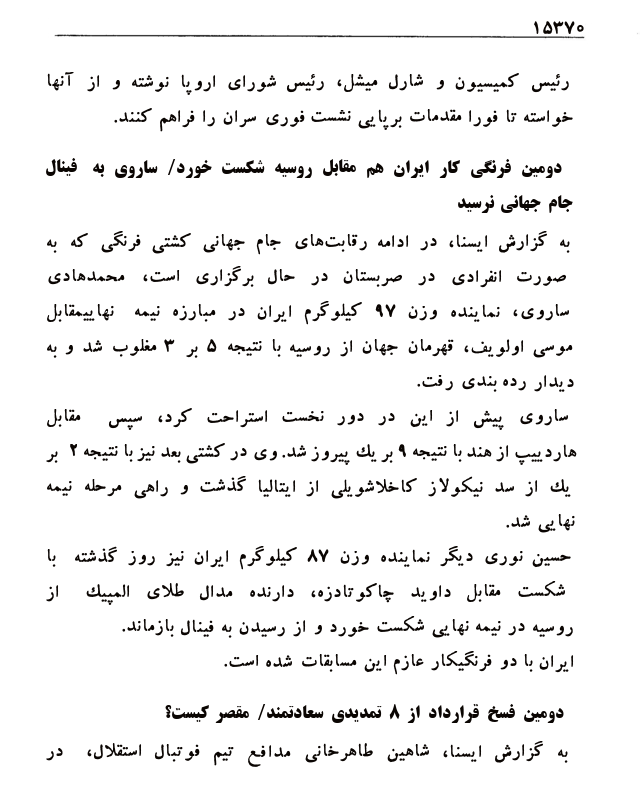 ۱۵۳۷۰
رئیس کمیسیون و شارل میشل، رئیس شورای اروپا نوشته و از آنها
خواسته تا فورا مقدمات برپایی نشست فوری سران را فراهم کنند.
دومین فرنگی کار ایران هم مقابل روسیه شکست خورد/ ساروی به فینال
جام جهانی نرسید
به گزارش ایسنا، در ادامه رقابت‌های جام جهانی کشتی فرنگی که به
صورت انفرادی در صربستان در حال برگزاری است، محمدهادی
ساروی، نماینده وزن ۹۷ کیلوگرم ایران در مبارزه نیمه نهاییمقابل
موسی اولویف، قهرمان جهان از روسیه با نتیجه ۵ بر ۳ مغلوب شد و به
دیدار رده بندی رفت.
ساروی پیش از این در دور نخست استراحت کرد، سپس مقابل
هاردییپ از هند با نتیجه ۹ بر یك پیروز شد. وی در کشتی بعد نیز با نتیجه ۲ بر
یك از سد نیکولاز کاخلاشویلی از ایتالیا گذشت و راهی مرحله نیمه
نهایی شد.
حسین نوری دیگر نماینده وزن ۸۷ کیلوگرم ایران نیز روز گذشته با
شکست مقابل داوید چاکوتادزه، دارنده مدال طلای المپیك از
روسیه در نیمه نهایی شکست خورد و از رسیدن به فینال بازماند.
ایران با دو فرنگیکار عازم این مسابقات شده است.
دومین فسخ قرارداد از ۸ تمدیدی سعادتمند/ مقصر کیست؟
به گزارش ایسنا، شاهین طاهرخانی مدافع تیم فوتبال استقلال، در